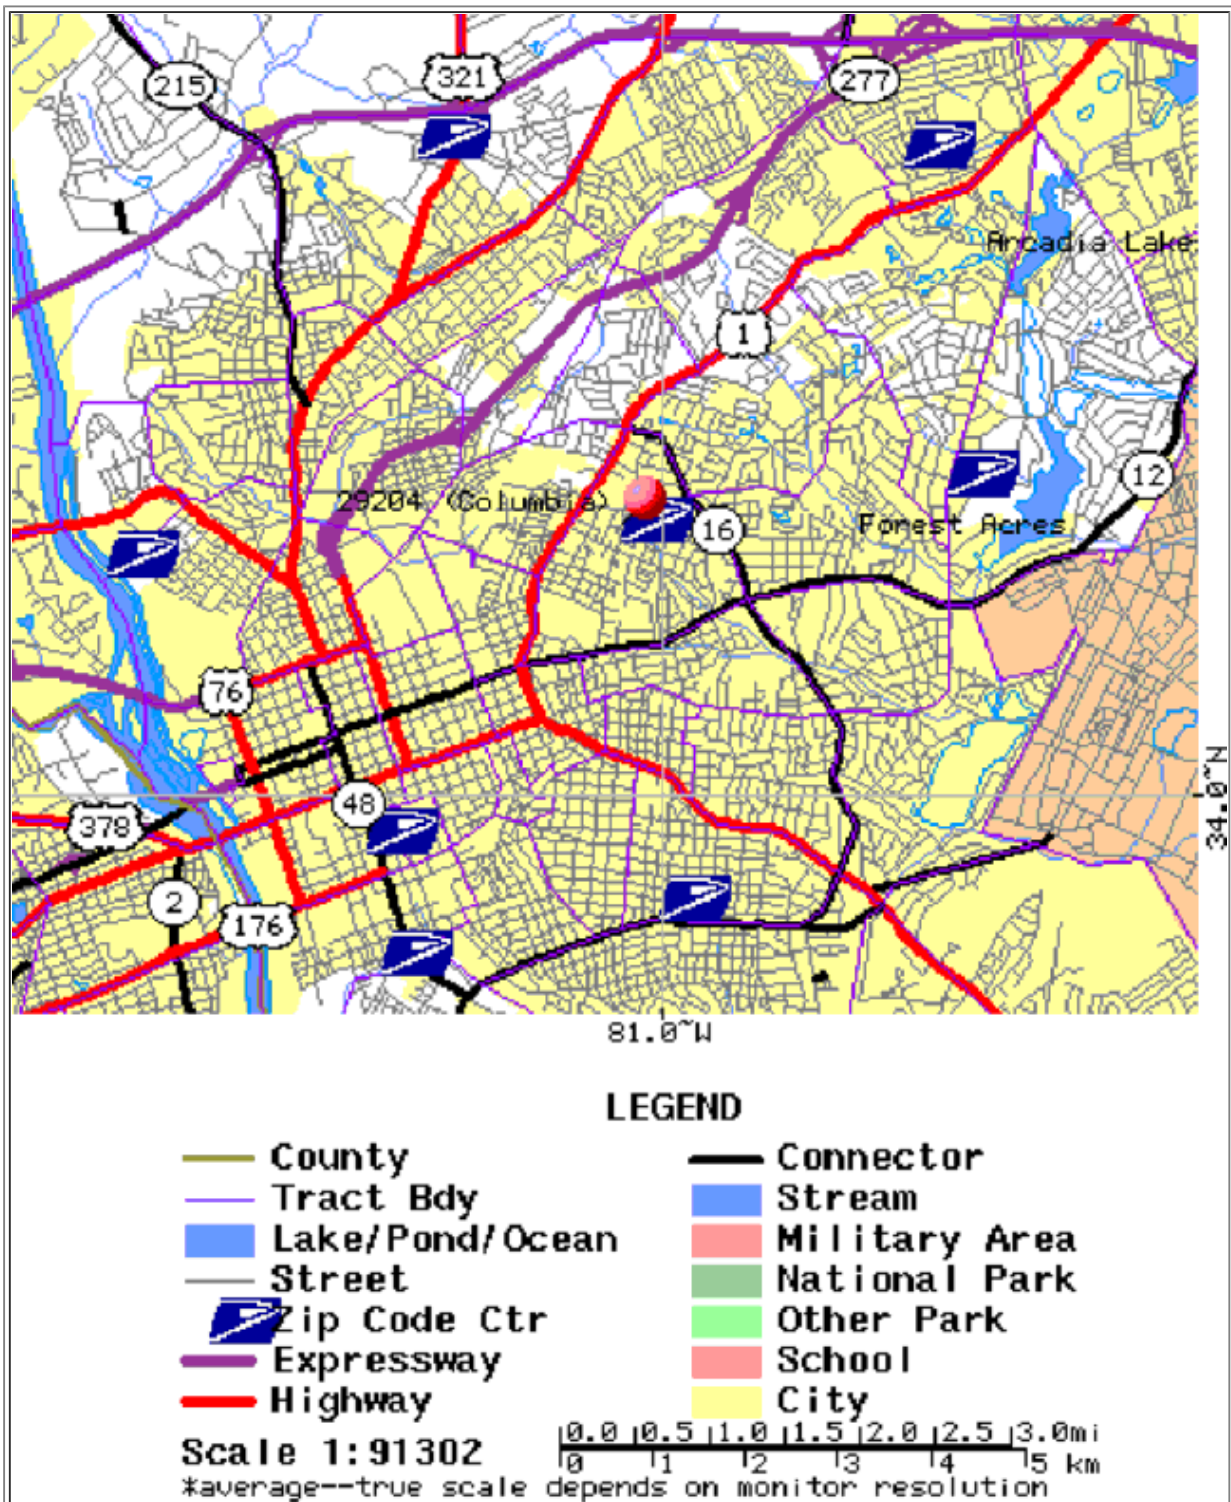 215
321
277
Arcadia Lake
1
12
29204 (Columbia)
16
Forest Acres
76
48
378
34.0~N
2
176
81.0~W
LEGEND
County
Connector
Tract Bdy
Stream
Lake/Pond/Ocean
Military Area
Street
National Park
Zip Code Ctr
Other Park
Expressway
School
Highway
City
Scale 1:91302
0.0 0.5 1.0 1.5 2.0 2.5 3.0mi
0 1 2 3 4 5 km
*average--true scale depends on monitor resolution